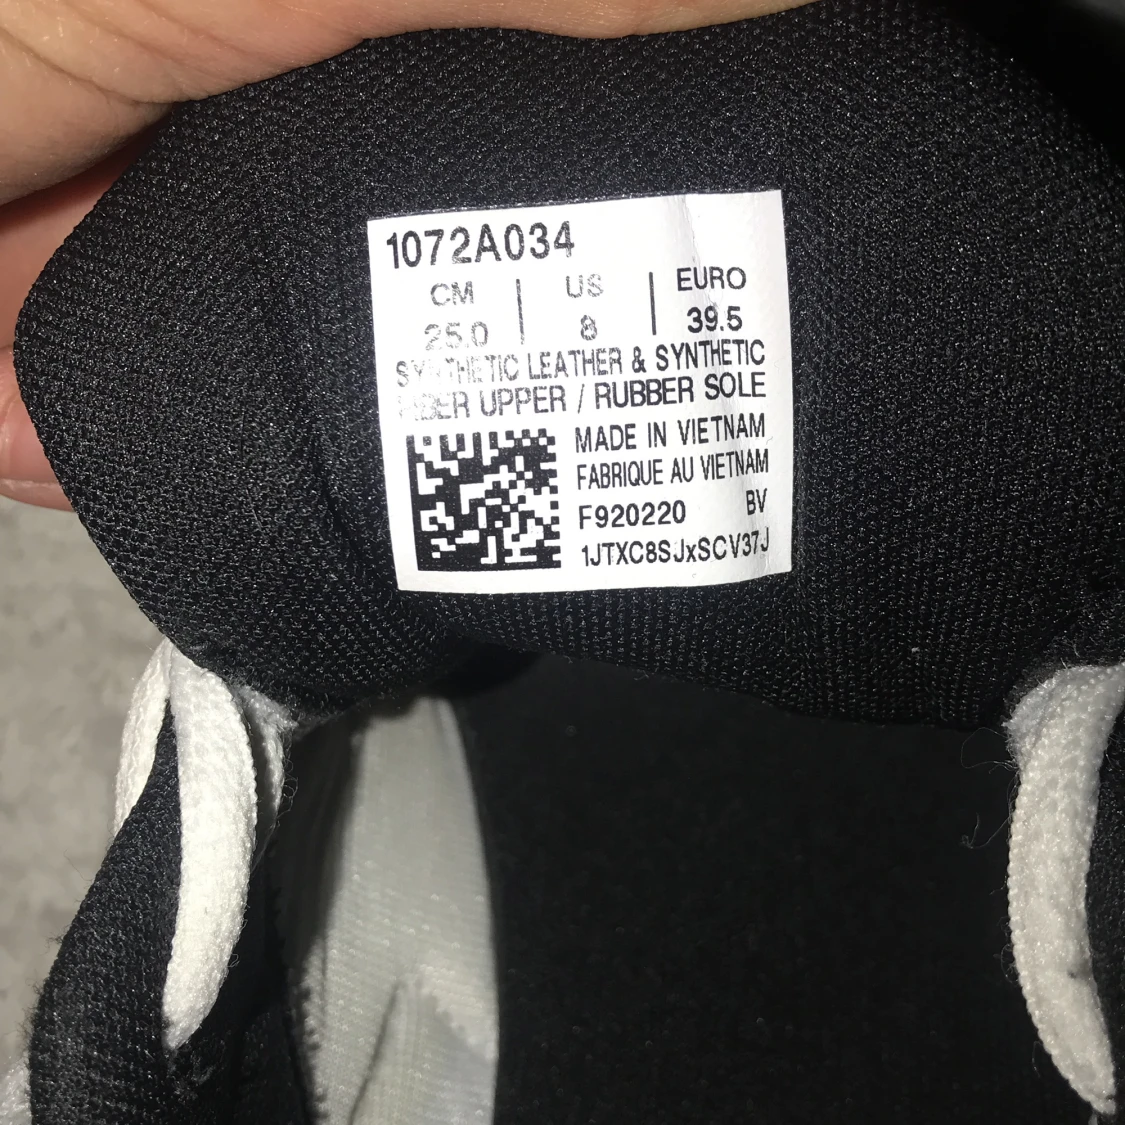 1072A034
CM | US | EURO
25.0 | 8 | 39.5
SYNTHETIC LEATHER & SYNTHETIC
FIBER UPPER / RUBBER SOLE
MADE IN VIETNAM
FABRIQUE AU VIETNAM
F920220 BV
1JTXC8SJxSCV37J